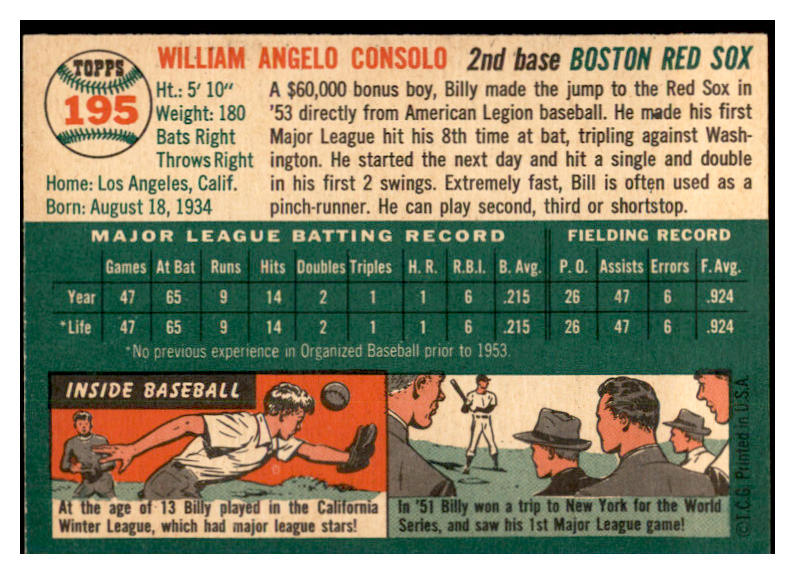 TOPPS
195
WILLIAM ANGELO CONSOLO 2nd base BOSTON RED SOX
Ht.: 5' 10"
Weight: 180
Bats Right
Throws Right
Home: Los Angeles, Calif.
Born: August 18, 1934
A $60,000 bonus boy, Billy made the jump to the Red Sox in
'53 directly from American Legion baseball. He made his first
Major League hit his 8th time at bat, tripling against Wash-
ington. He started the next day and hit a single and double
in his first 2 swings. Extremely fast, Bill is often used as a
pinch-runner. He can play second, third or shortstop.
MAJOR LEAGUE BATTING RECORD FIELDING RECORD
Games At Bat Runs Hits Doubles Triples H. R. R.B.I. B. Avg. P. O. Assists Errors F. Avg.
Year 47 65 9 14 2 1 1 6 .215 26 47 6 .924
*Life 47 65 9 14 2 1 1 6 .215 26 47 6 .924
*No previous experience in Organized Baseball prior to 1953.
INSIDE BASEBALL
At the age of 13 Billy played in the California
Winter League, which had major league stars!
In '51 Billy won a trip to New York for the World
Series, and saw his 1st Major League game!
© T.C.G. Printed in U.S.A.